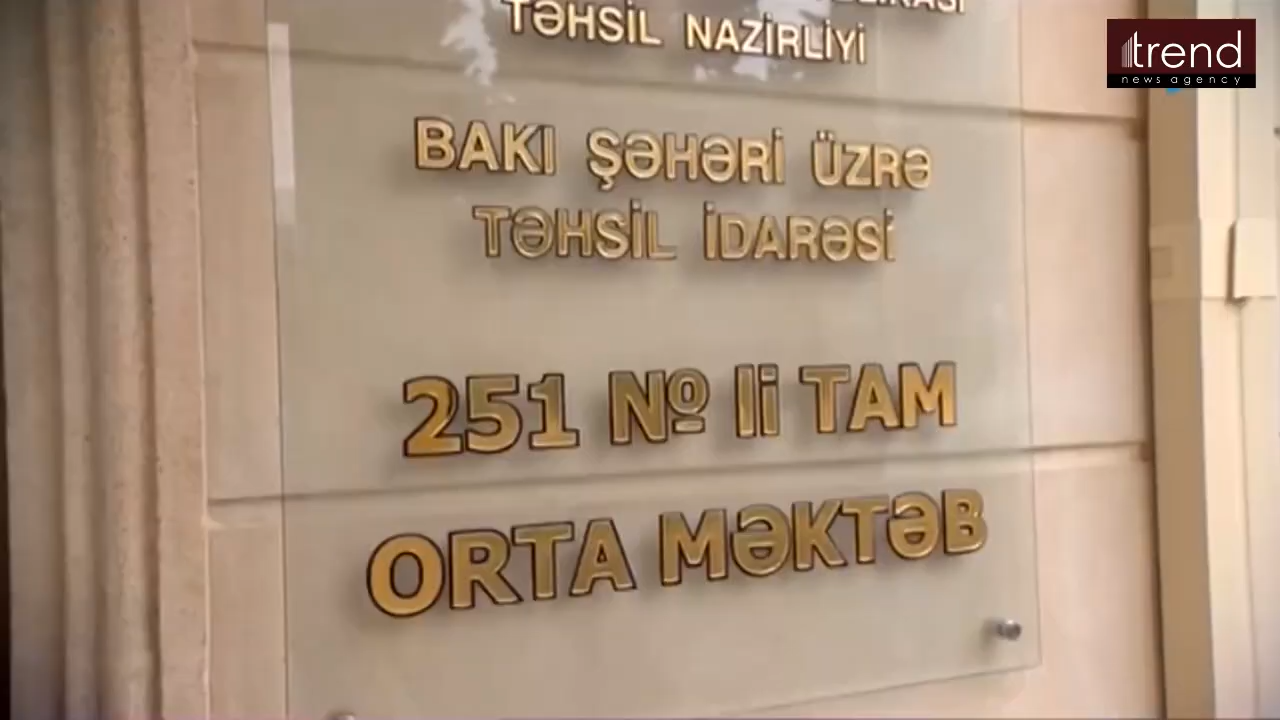 TƏHSİL NAZİRLİYİ
BAKI ŞƏHƏRİ ÜZRƏ
TƏHSİL İDARƏSİ
251 № li TAM
ORTA MƏKTƏB
trend
news agency